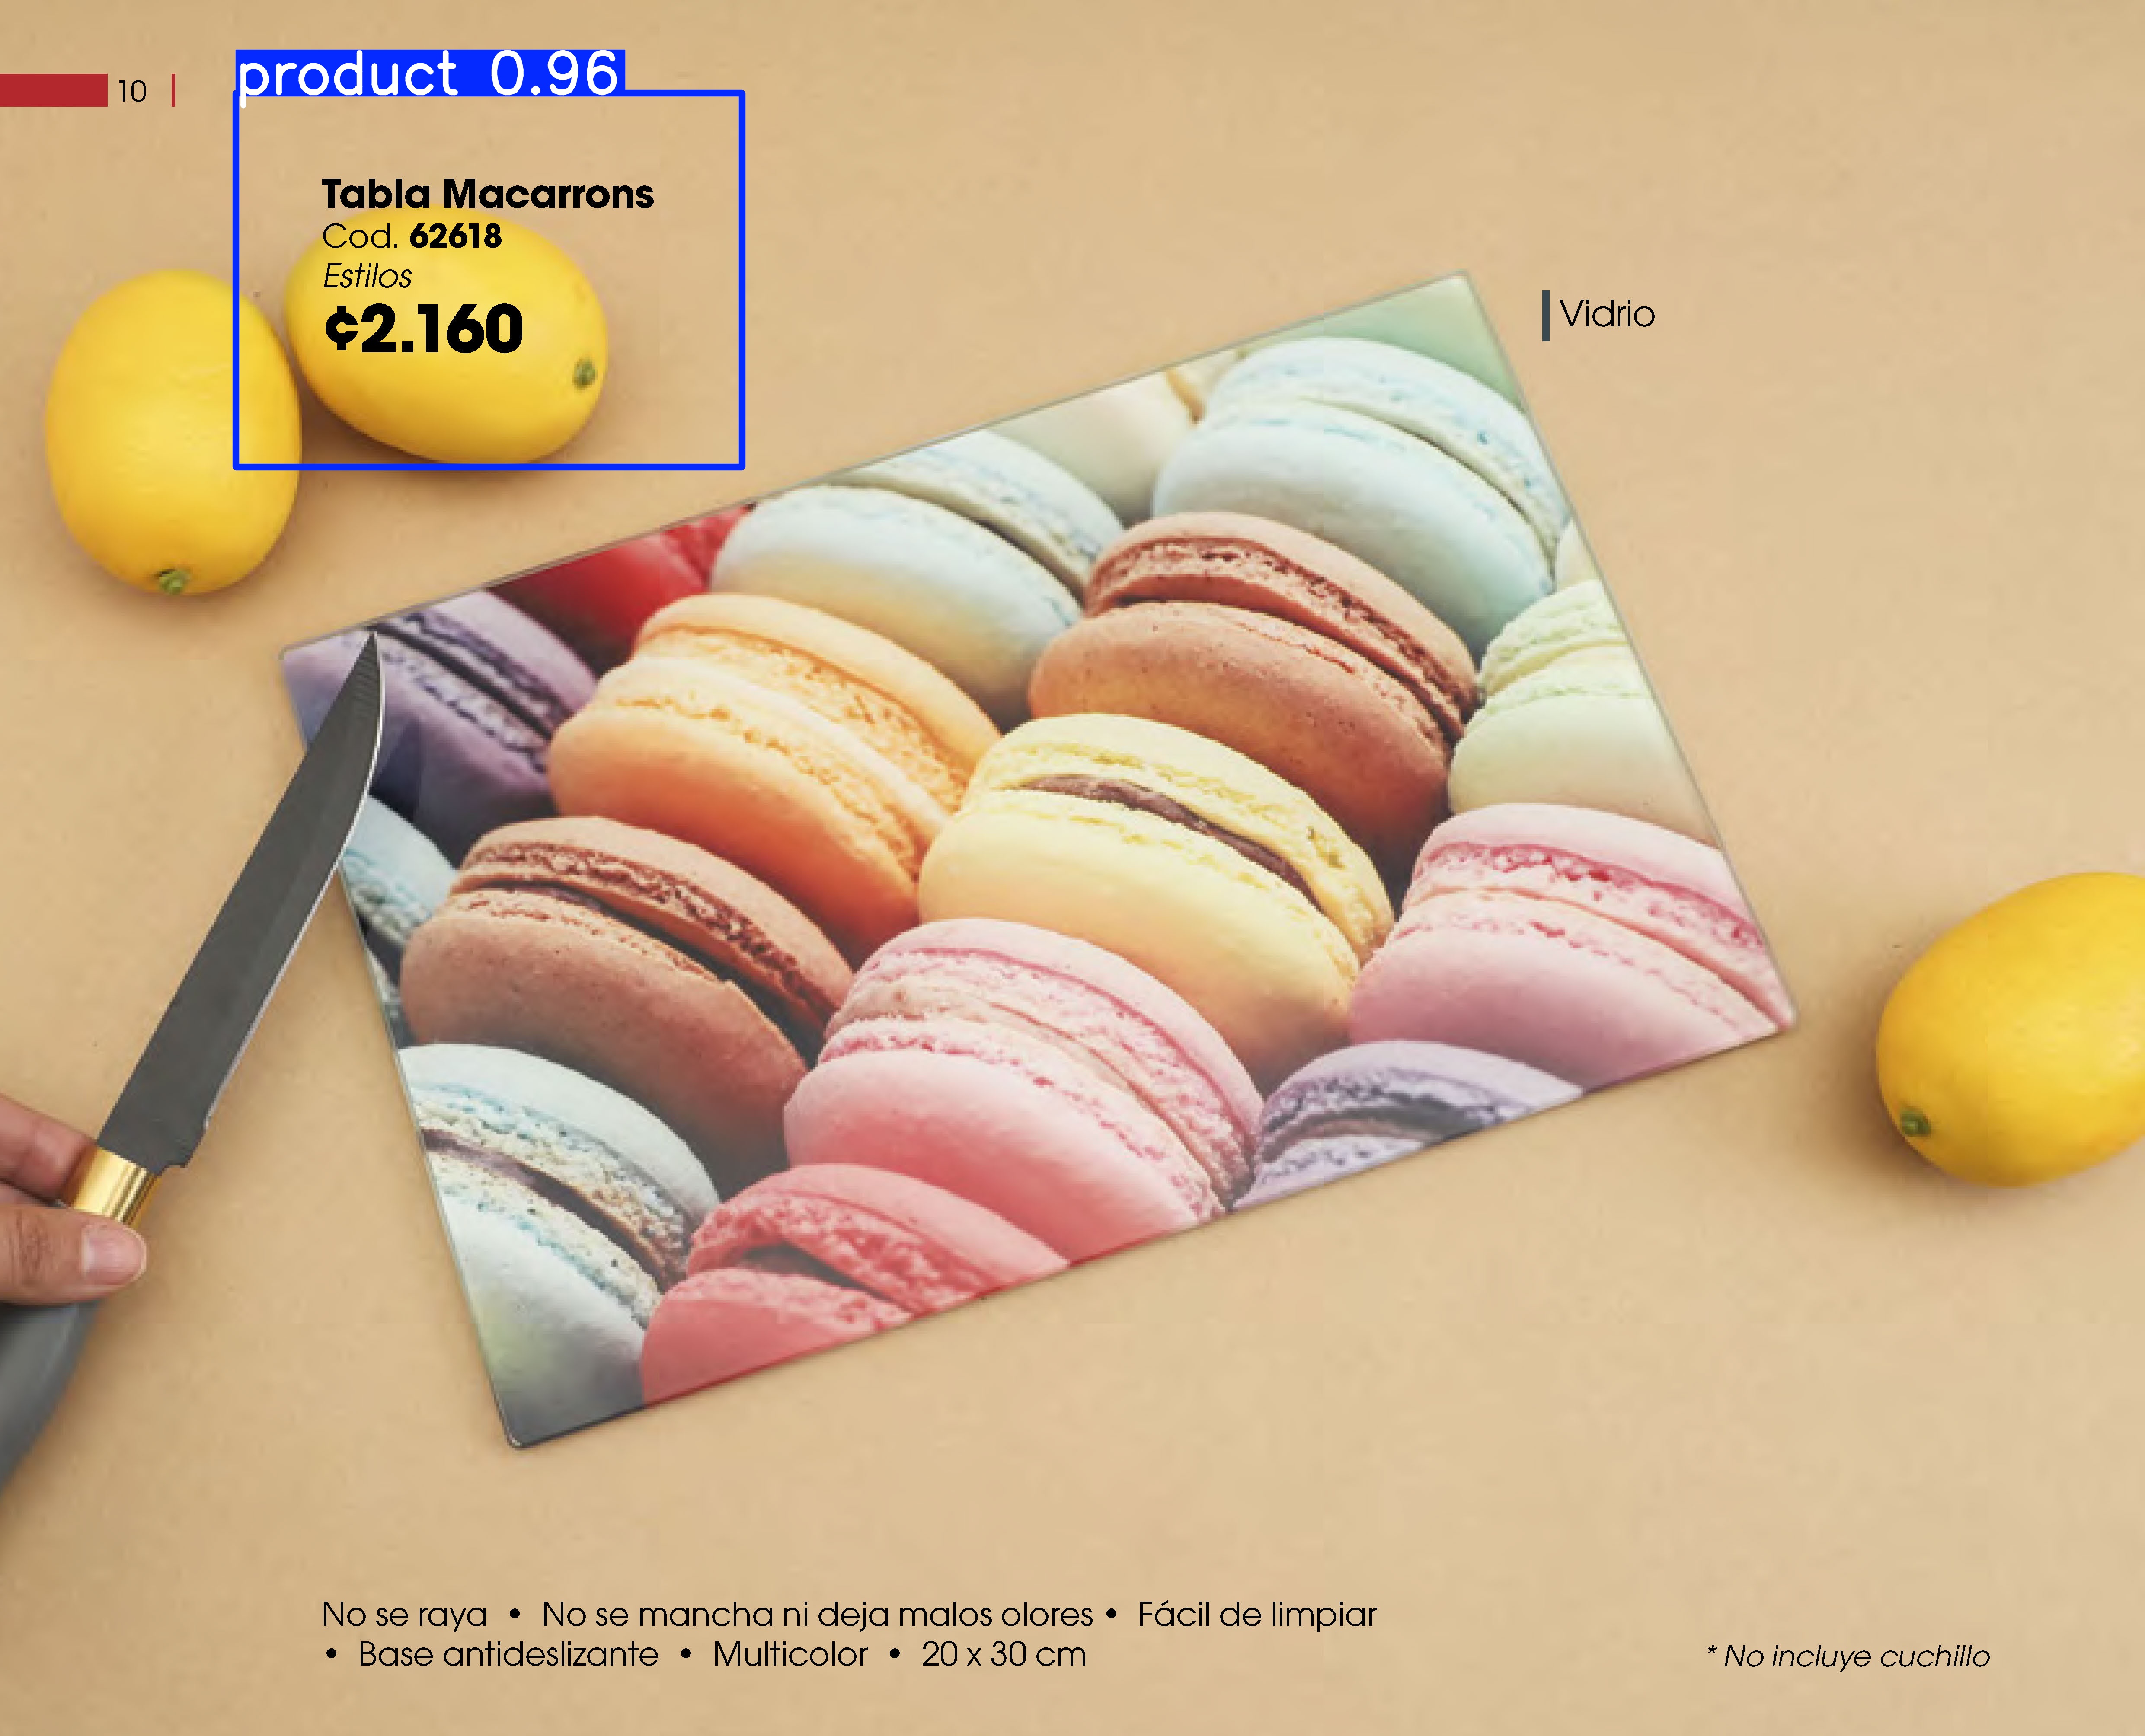 product 0.96
10
Tabla Macarrons
Cod. 62618
Estilos
¢2.160
Vidrio
No se raya • No se mancha ni deja malos olores • Fácil de limpiar
• Base antideslizante • Multicolor • 20 x 30 cm
* No incluye cuchillo